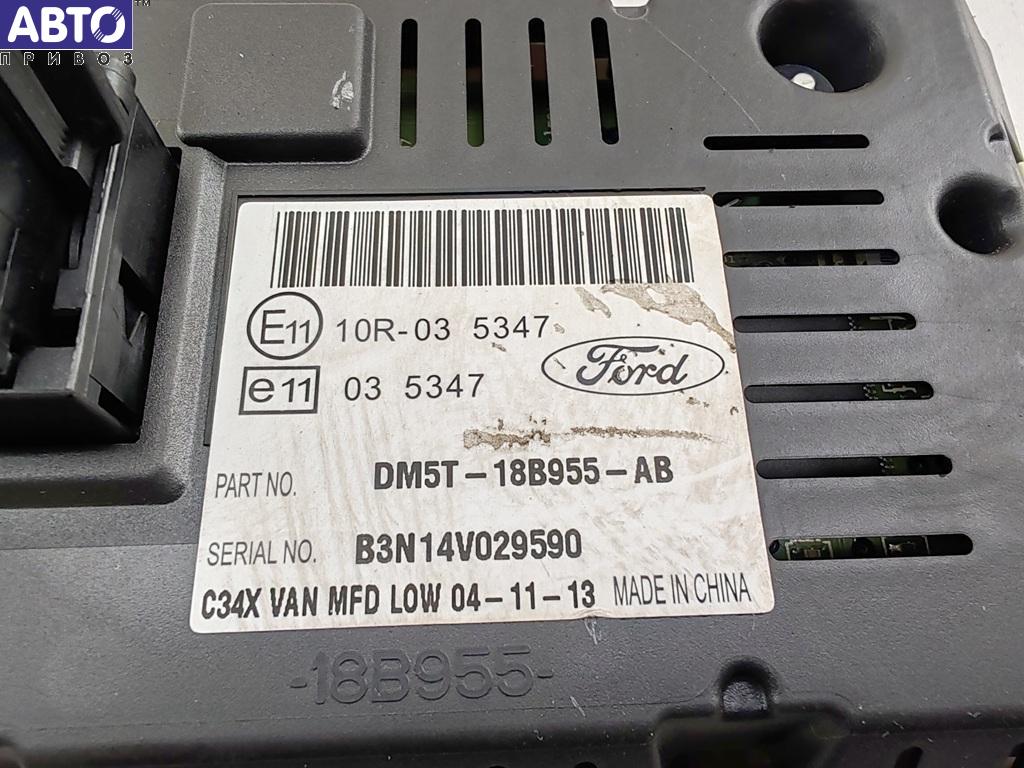 АВТО™
ПРИВОЗ
E11 10R-03 5347
e11 03 5347
Ford
PART NO. DM5T-18B955-AB
SERIAL NO. B3N14V029590
C34X VAN MFD LOW 04-11-13 MADE IN CHINA
-18B955-